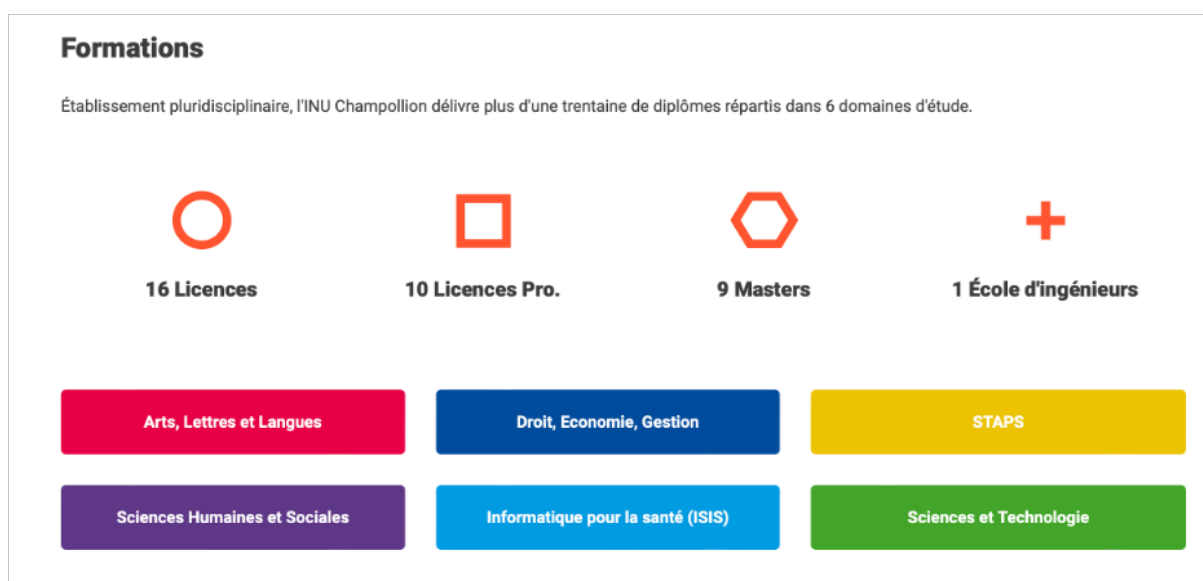 Formations
Établissement pluridisciplinaire, l'INU Champollion délivre plus d'une trentaine de diplômes répartis dans 6 domaines d'étude.
16 Licences
10 Licences Pro.
9 Masters
1 École d'ingénieurs
Arts, Lettres et Langues
Droit, Economie, Gestion
STAPS
Sciences Humaines et Sociales
Informatique pour la santé (ISIS)
Sciences et Technologie